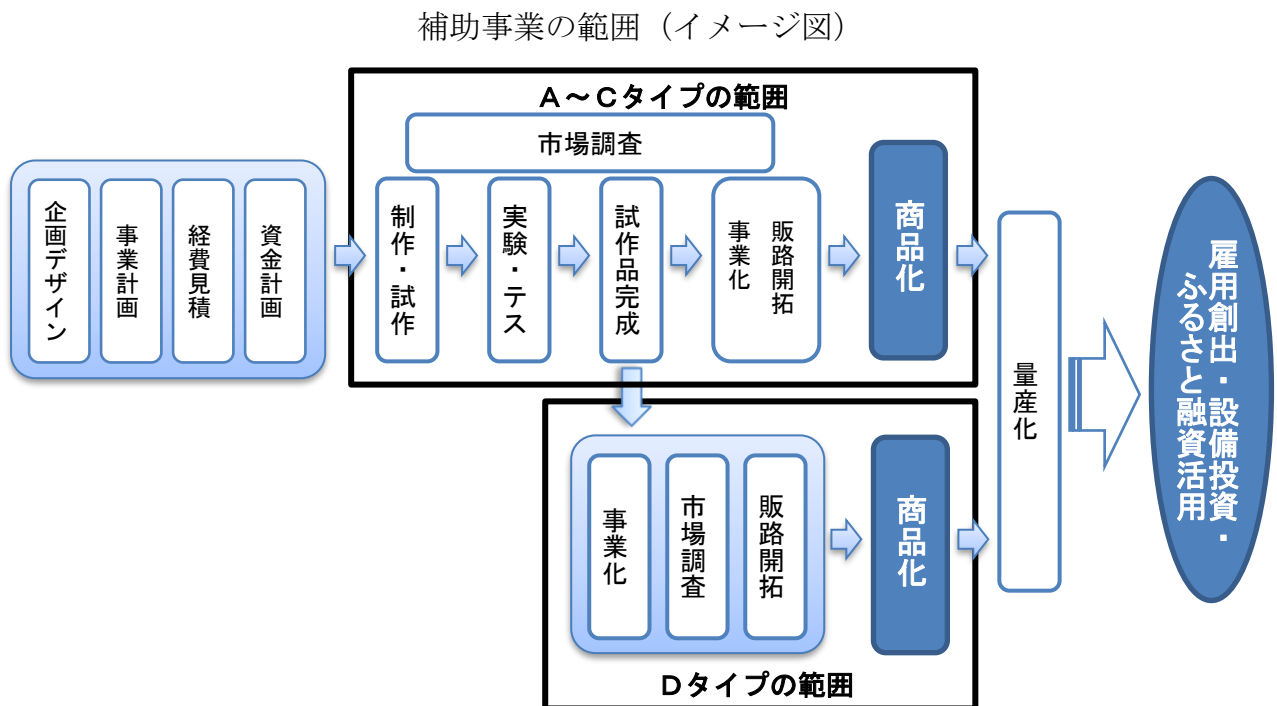 補助事業の範囲（イメージ図）
Ａ～Ｃタイプの範囲
市場調査
企画デザイン
事業計画
経費見積
資金計画
制作・試作
実験・テス
試作品完成
販路開拓
事業化
商品化
量産化
雇用創出・設備投資・
ふるさと融資活用
事業化
市場調査
販路開拓
商品化
Ｄタイプの範囲